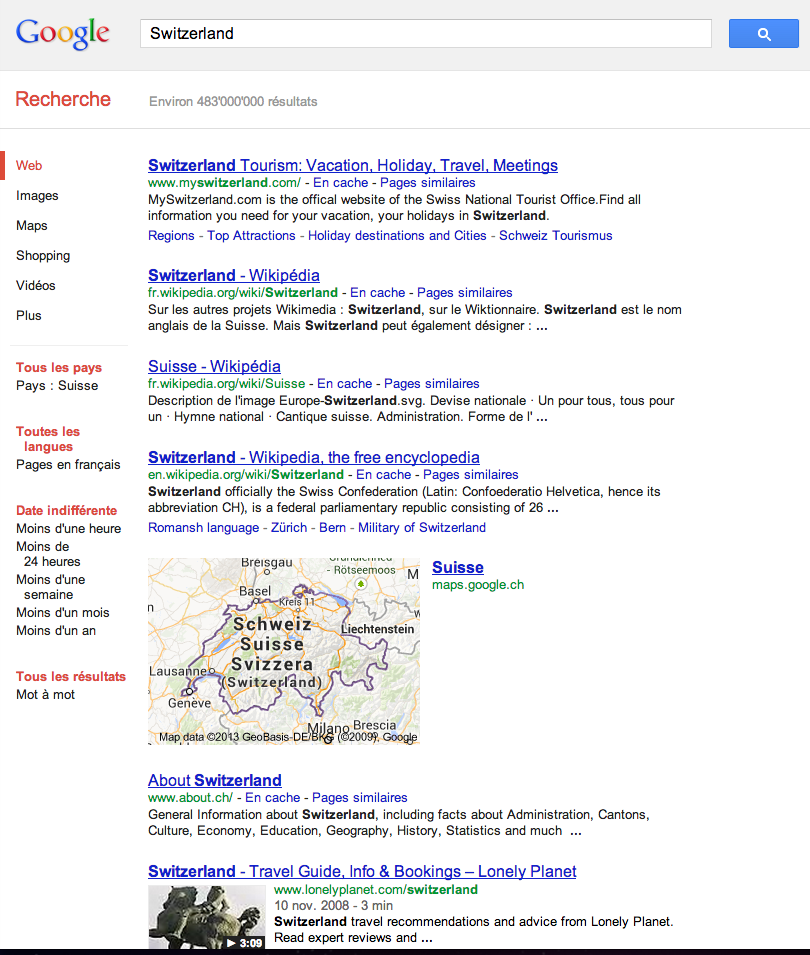 Google
Switzerland
Recherche
Environ 483'000'000 résultats
Web
Images
Maps
Shopping
Vidéos
Plus
Tous les pays
Pays : Suisse
Toutes les
langues
Pages en français
Date indifférente
Moins d'une heure
Moins de
24 heures
Moins d'une
semaine
Moins d'un mois
Moins d'un an
Tous les résultats
Mot à mot
Switzerland Tourism: Vacation, Holiday, Travel, Meetings
www.myswitzerland.com/ - En cache - Pages similaires
MySwitzerland.com is the offical website of the Swiss National Tourist Office.Find all
information you need for your vacation, your holidays in Switzerland.
Regions - Top Attractions - Holiday destinations and Cities - Schweiz Tourismus
Switzerland - Wikipédia
fr.wikipedia.org/wiki/Switzerland - En cache - Pages similaires
Sur les autres projets Wikimedia : Switzerland, sur le Wiktionnaire. Switzerland est le nom
anglais de la Suisse. Mais Switzerland peut également désigner : ...
Suisse - Wikipédia
fr.wikipedia.org/wiki/Suisse - En cache - Pages similaires
Description de l'image Europe-Switzerland.svg. Devise nationale · Un pour tous, tous pour
un · Hymne national · Cantique suisse. Administration. Forme de l' ...
Switzerland - Wikipedia, the free encyclopedia
en.wikipedia.org/wiki/Switzerland - En cache - Pages similaires
Switzerland officially the Swiss Confederation (Latin: Confoederatio Helvetica, hence its
abbreviation CH), is a federal parliamentary republic consisting of 26 ...
Romansh language - Zürich - Bern - Military of Switzerland
Breisgau
- Rötseemoos
M
Basel
Kreis 11
n
Schweiz
Suisse
Svizzera
(Switzerland)
Liechtenstein
Lausanne
Genève
Milano
Brescia
Map data ©2013 GeoBasis-DE/BKG (©2009), Google
Suisse
maps.google.ch
About Switzerland
www.about.ch/ - En cache - Pages similaires
General Information about Switzerland, including facts about Administration, Cantons,
Culture, Economy, Education, Geography, History, Statistics and much ...
Switzerland - Travel Guide, Info & Bookings – Lonely Planet
www.lonelyplanet.com/switzerland
10 nov. 2008 - 3 min
Switzerland travel recommendations and advice from Lonely Planet.
Read expert reviews and ...
3:09